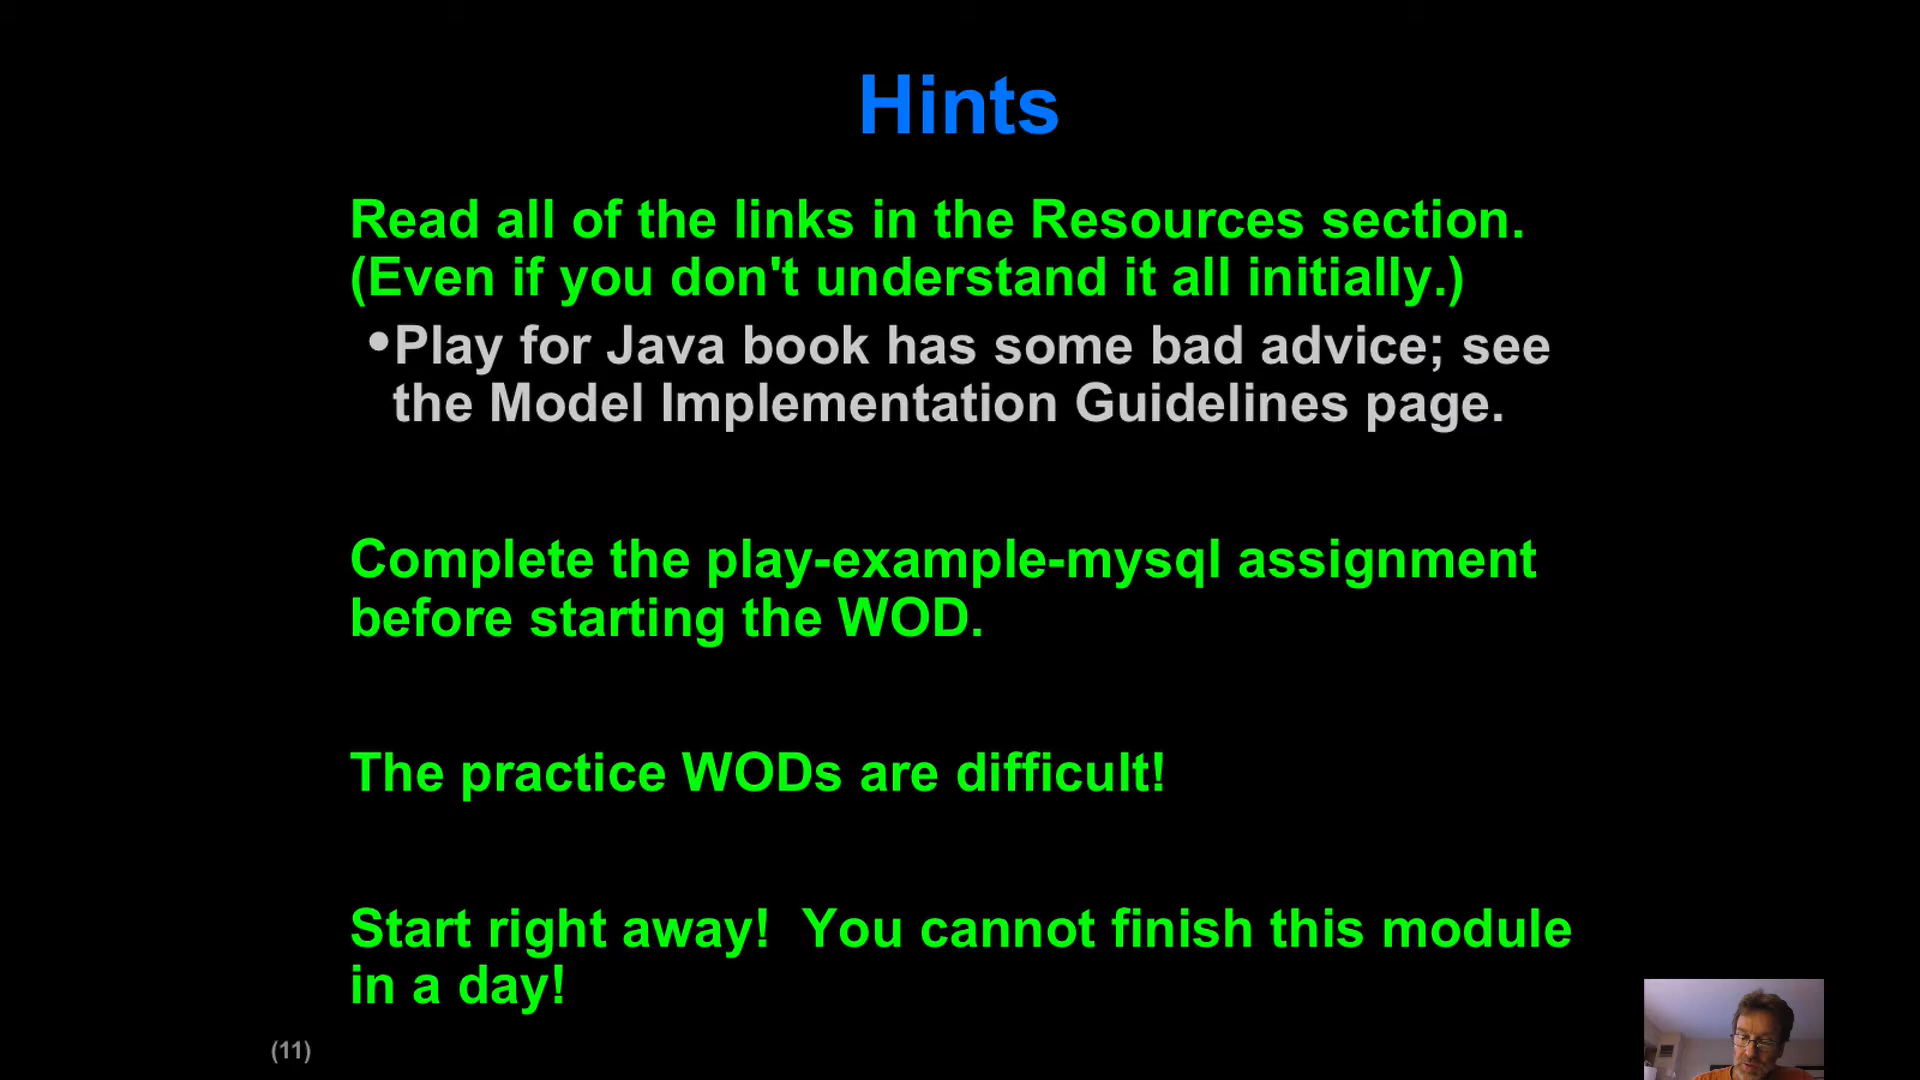 Hints
Read all of the links in the Resources section.
(Even if you don't understand it all initially.)
•Play for Java book has some bad advice; see
the Model Implementation Guidelines page.
Complete the play-example-mysql assignment
before starting the WOD.
The practice WODs are difficult!
Start right away!  You cannot finish this module
in a day!
(11)